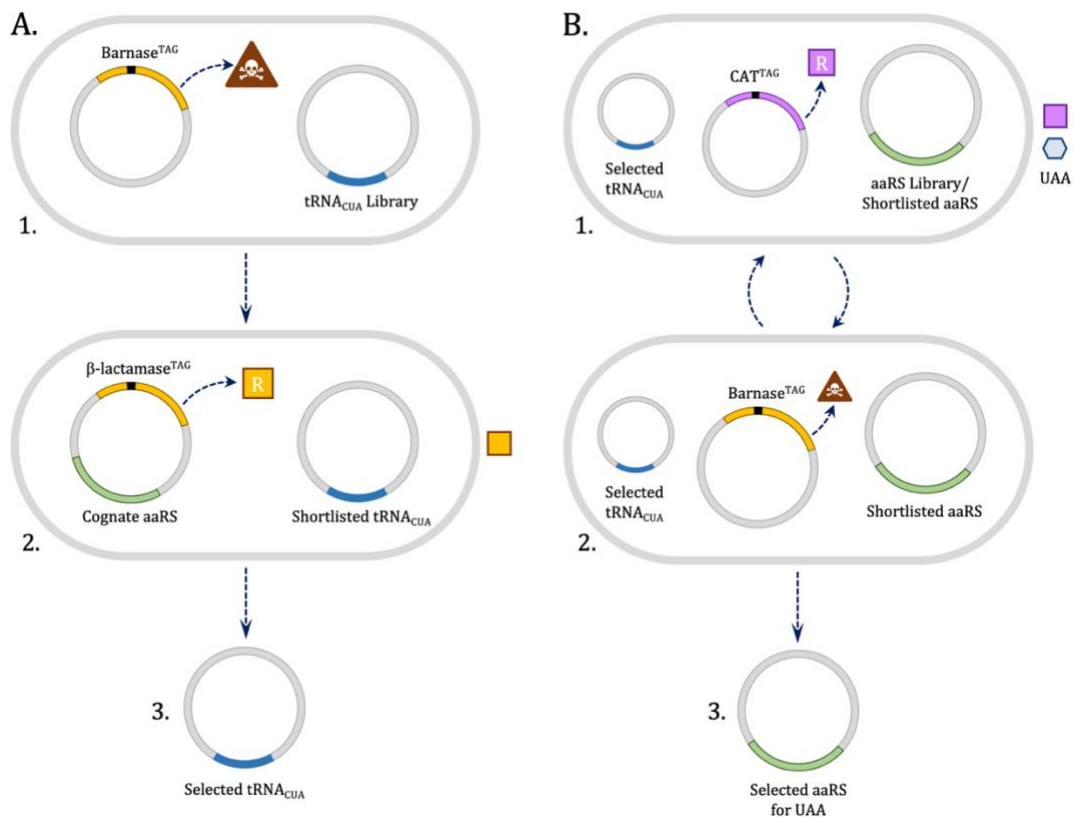 A.
Barnase^TAG
tRNA_CUA Library
1.
β-lactamase^TAG
R
Cognate aaRS
Shortlisted tRNA_CUA
2.
3.
Selected tRNA_CUA
B.
CAT^TAG
R
Selected
tRNA_CUA
aaRS Library/
Shortlisted aaRS
UAA
1.
Barnase^TAG
Selected
tRNA_CUA
Shortlisted aaRS
2.
3.
Selected aaRS
for UAA